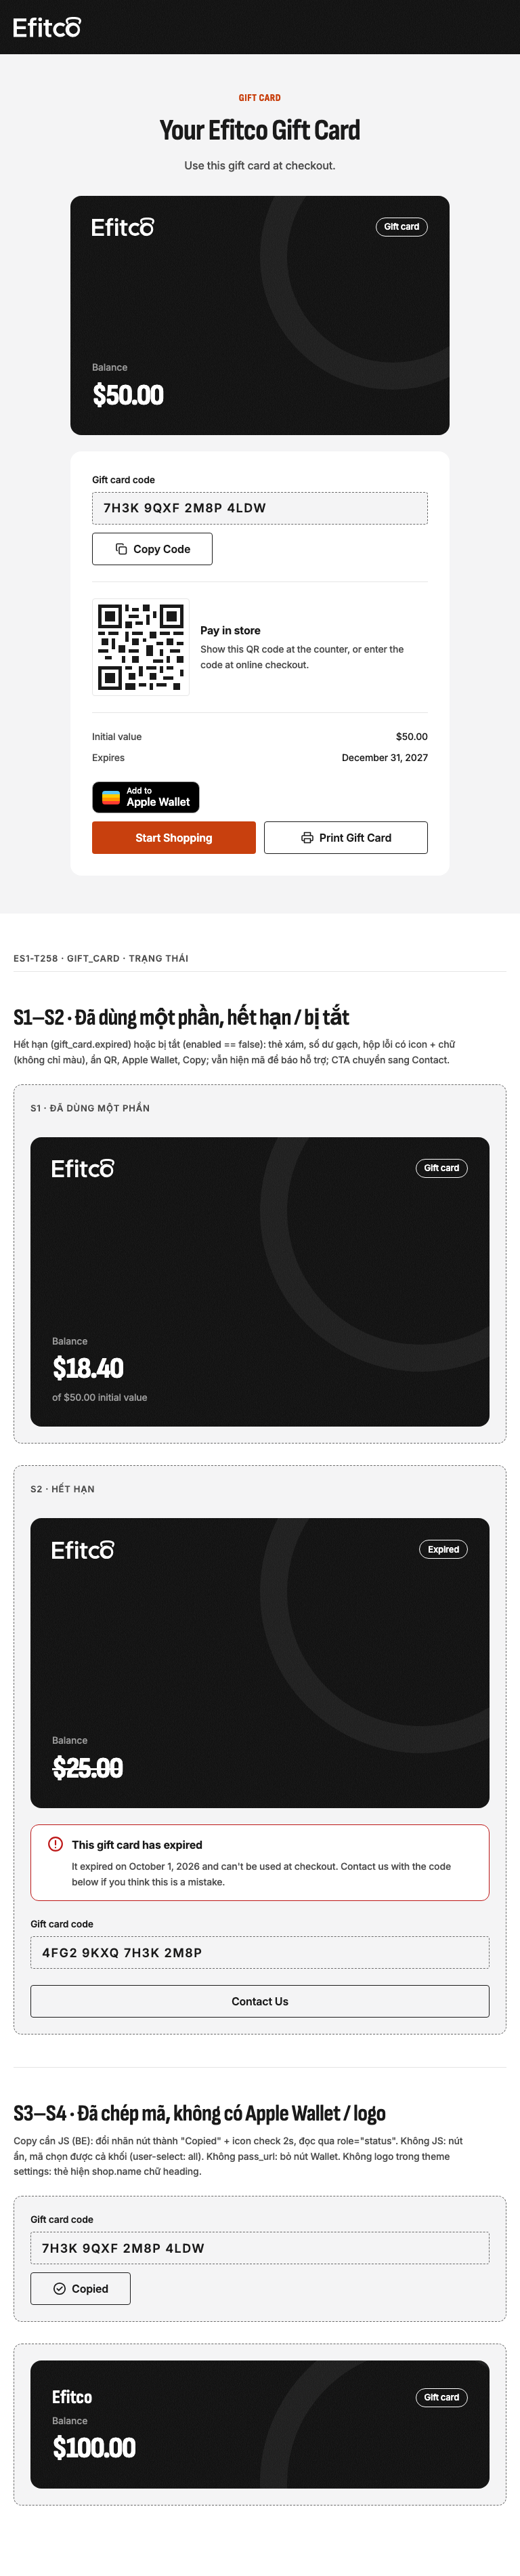 Efitco
GIFT CARD
Your Efitco Gift Card
Use this gift card at checkout.
Efitco
Gift card
Balance
$50.00
Gift card code
7H3K 9QXF 2M8P 4LDW
Copy Code
Pay in store
Show this QR code at the counter, or enter the
code at online checkout.
Initial value
$50.00
Expires
December 31, 2027
Add to
Apple Wallet
Start Shopping
Print Gift Card
ES1-T258 · GIFT_CARD · TRẠNG THÁI
S1–S2 · Đã dùng một phần, hết hạn / bị tắt
Hết hạn (gift_card.expired) hoặc bị tắt (enabled == false): thẻ xám, số dư gạch, hộp lỗi có icon + chữ
(không chỉ màu), ẩn QR, Apple Wallet, Copy; vẫn hiện mã để báo hỗ trợ; CTA chuyển sang Contact.
S1 · ĐÃ DÙNG MỘT PHẦN
Efitco
Gift card
Balance
$18.40
of $50.00 initial value
S2 · HẾT HẠN
Efitco
Expired
Balance
$25.00
This gift card has expired
It expired on October 1, 2026 and can't be used at checkout. Contact us with the code
below if you think this is a mistake.
Gift card code
4FG2 9KXQ 7H3K 2M8P
Contact Us
S3–S4 · Đã chép mã, không có Apple Wallet / logo
Copy cần JS (BE): đổi nhãn nút thành "Copied" + icon check 2s, đọc qua role="status". Không JS: nút
ẩn, mã chọn được cả khối (user-select: all). Không pass_url: bỏ nút Wallet. Không logo trong theme
settings: thẻ hiện shop.name chữ heading.
Gift card code
7H3K 9QXF 2M8P 4LDW
Copied
Efitco
Gift card
Balance
$100.00